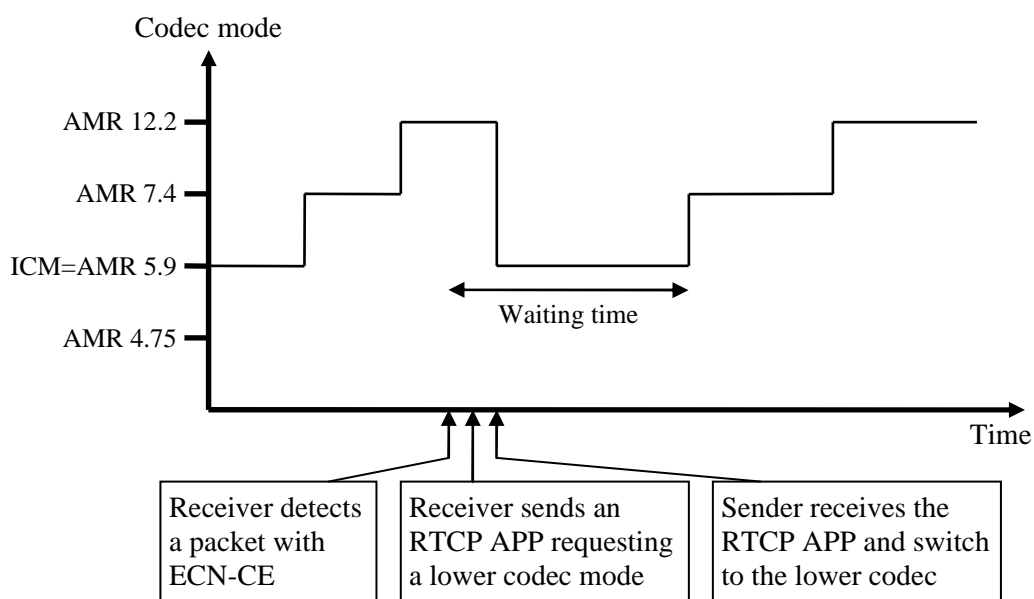 Codec mode
AMR 12.2
AMR 7.4
ICM=AMR 5.9
AMR 4.75
Waiting time
Time
Receiver detects
a packet with
ECN-CE
Receiver sends an
RTCP APP requesting
a lower codec mode
Sender receives the
RTCP APP and switch
to the lower codec